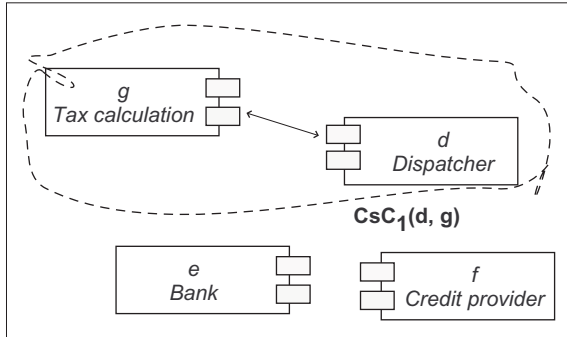 g
Tax calculation
d
Dispatcher
CsC1(d, g)
e
Bank
f
Credit provider